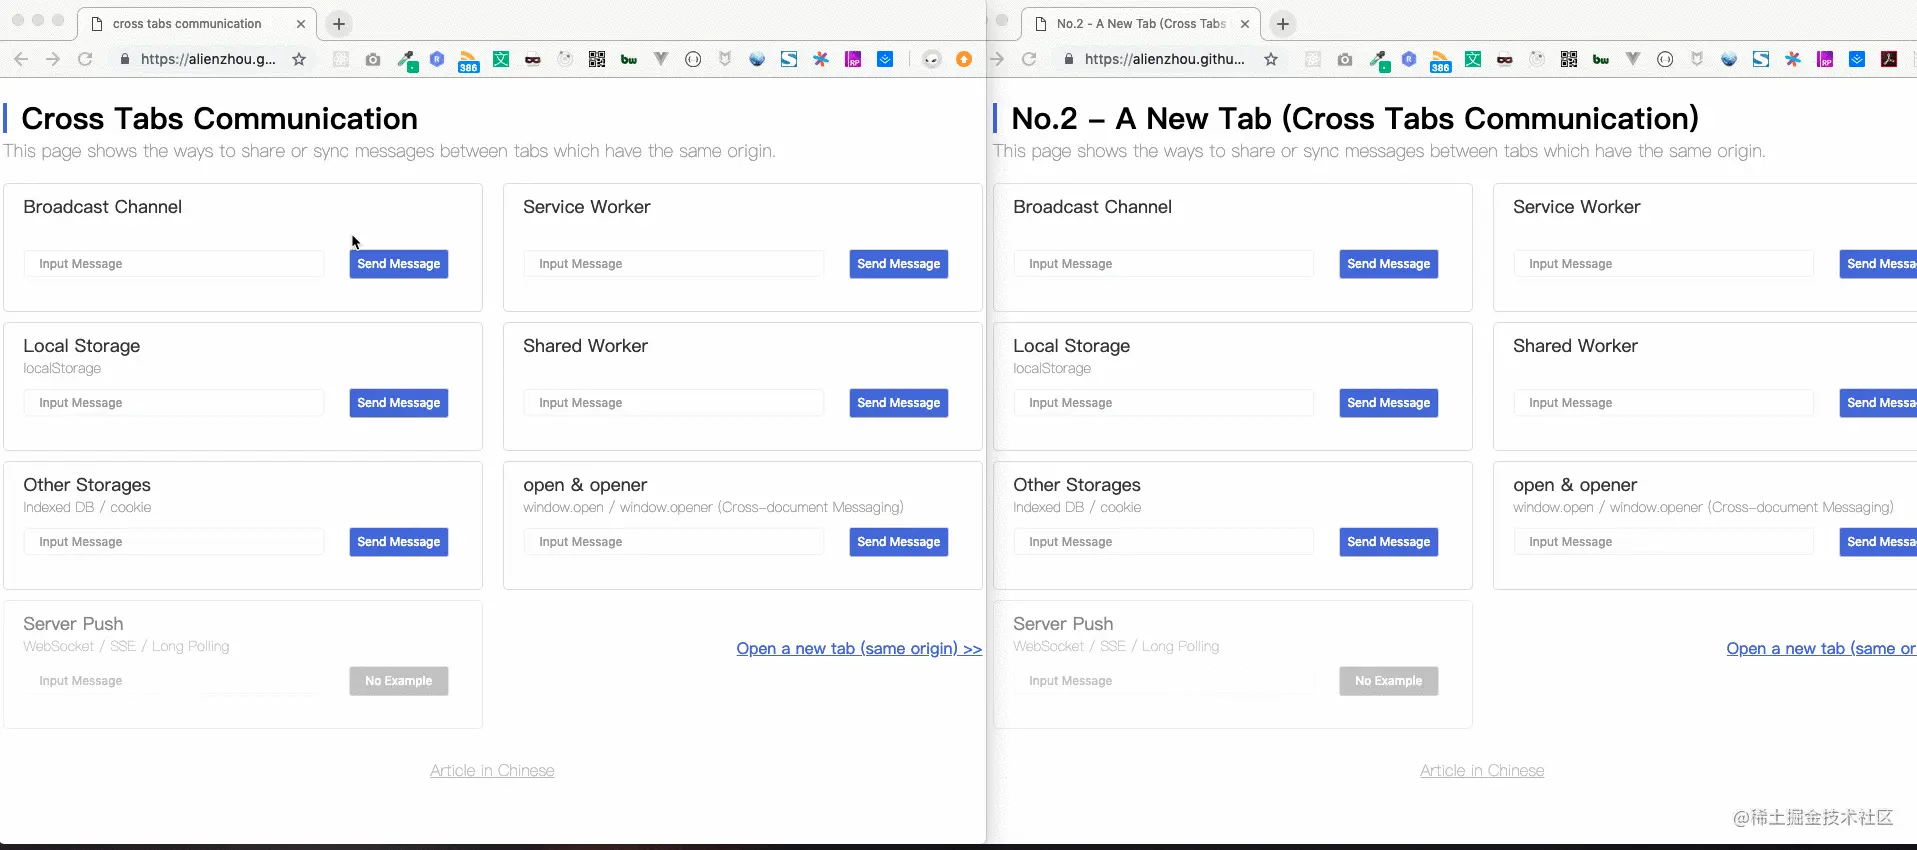 cross tabs communication
https://alienzhou.g...
386
bw
RP
Cross Tabs Communication
This page shows the ways to share or sync messages between tabs which have the same origin.
Broadcast Channel
Input Message
Send Message
Service Worker
Input Message
Send Message
Local Storage
localStorage
Input Message
Send Message
Shared Worker
Input Message
Send Message
Other Storages
Indexed DB / cookie
Input Message
Send Message
open & opener
window.open / window.opener (Cross-document Messaging)
Input Message
Send Message
Server Push
WebSocket / SSE / Long Polling
Input Message
No Example
Open a new tab (same origin) >>
Article in Chinese
No.2 - A New Tab (Cross Tabs
https://alienzhou.githu...
386
bw
RP
No.2 - A New Tab (Cross Tabs Communication)
This page shows the ways to share or sync messages between tabs which have the same origin.
Broadcast Channel
Input Message
Send Message
Service Worker
Input Message
Send Messa
Local Storage
localStorage
Input Message
Send Message
Shared Worker
Input Message
Send Messa
Other Storages
Indexed DB / cookie
Input Message
Send Message
open & opener
window.open / window.opener (Cross-document Messaging)
Input Message
Send Messa
Server Push
WebSocket / SSE / Long Polling
Input Message
No Example
Open a new tab (same or
Article in Chinese
@稀土掘金技术社区